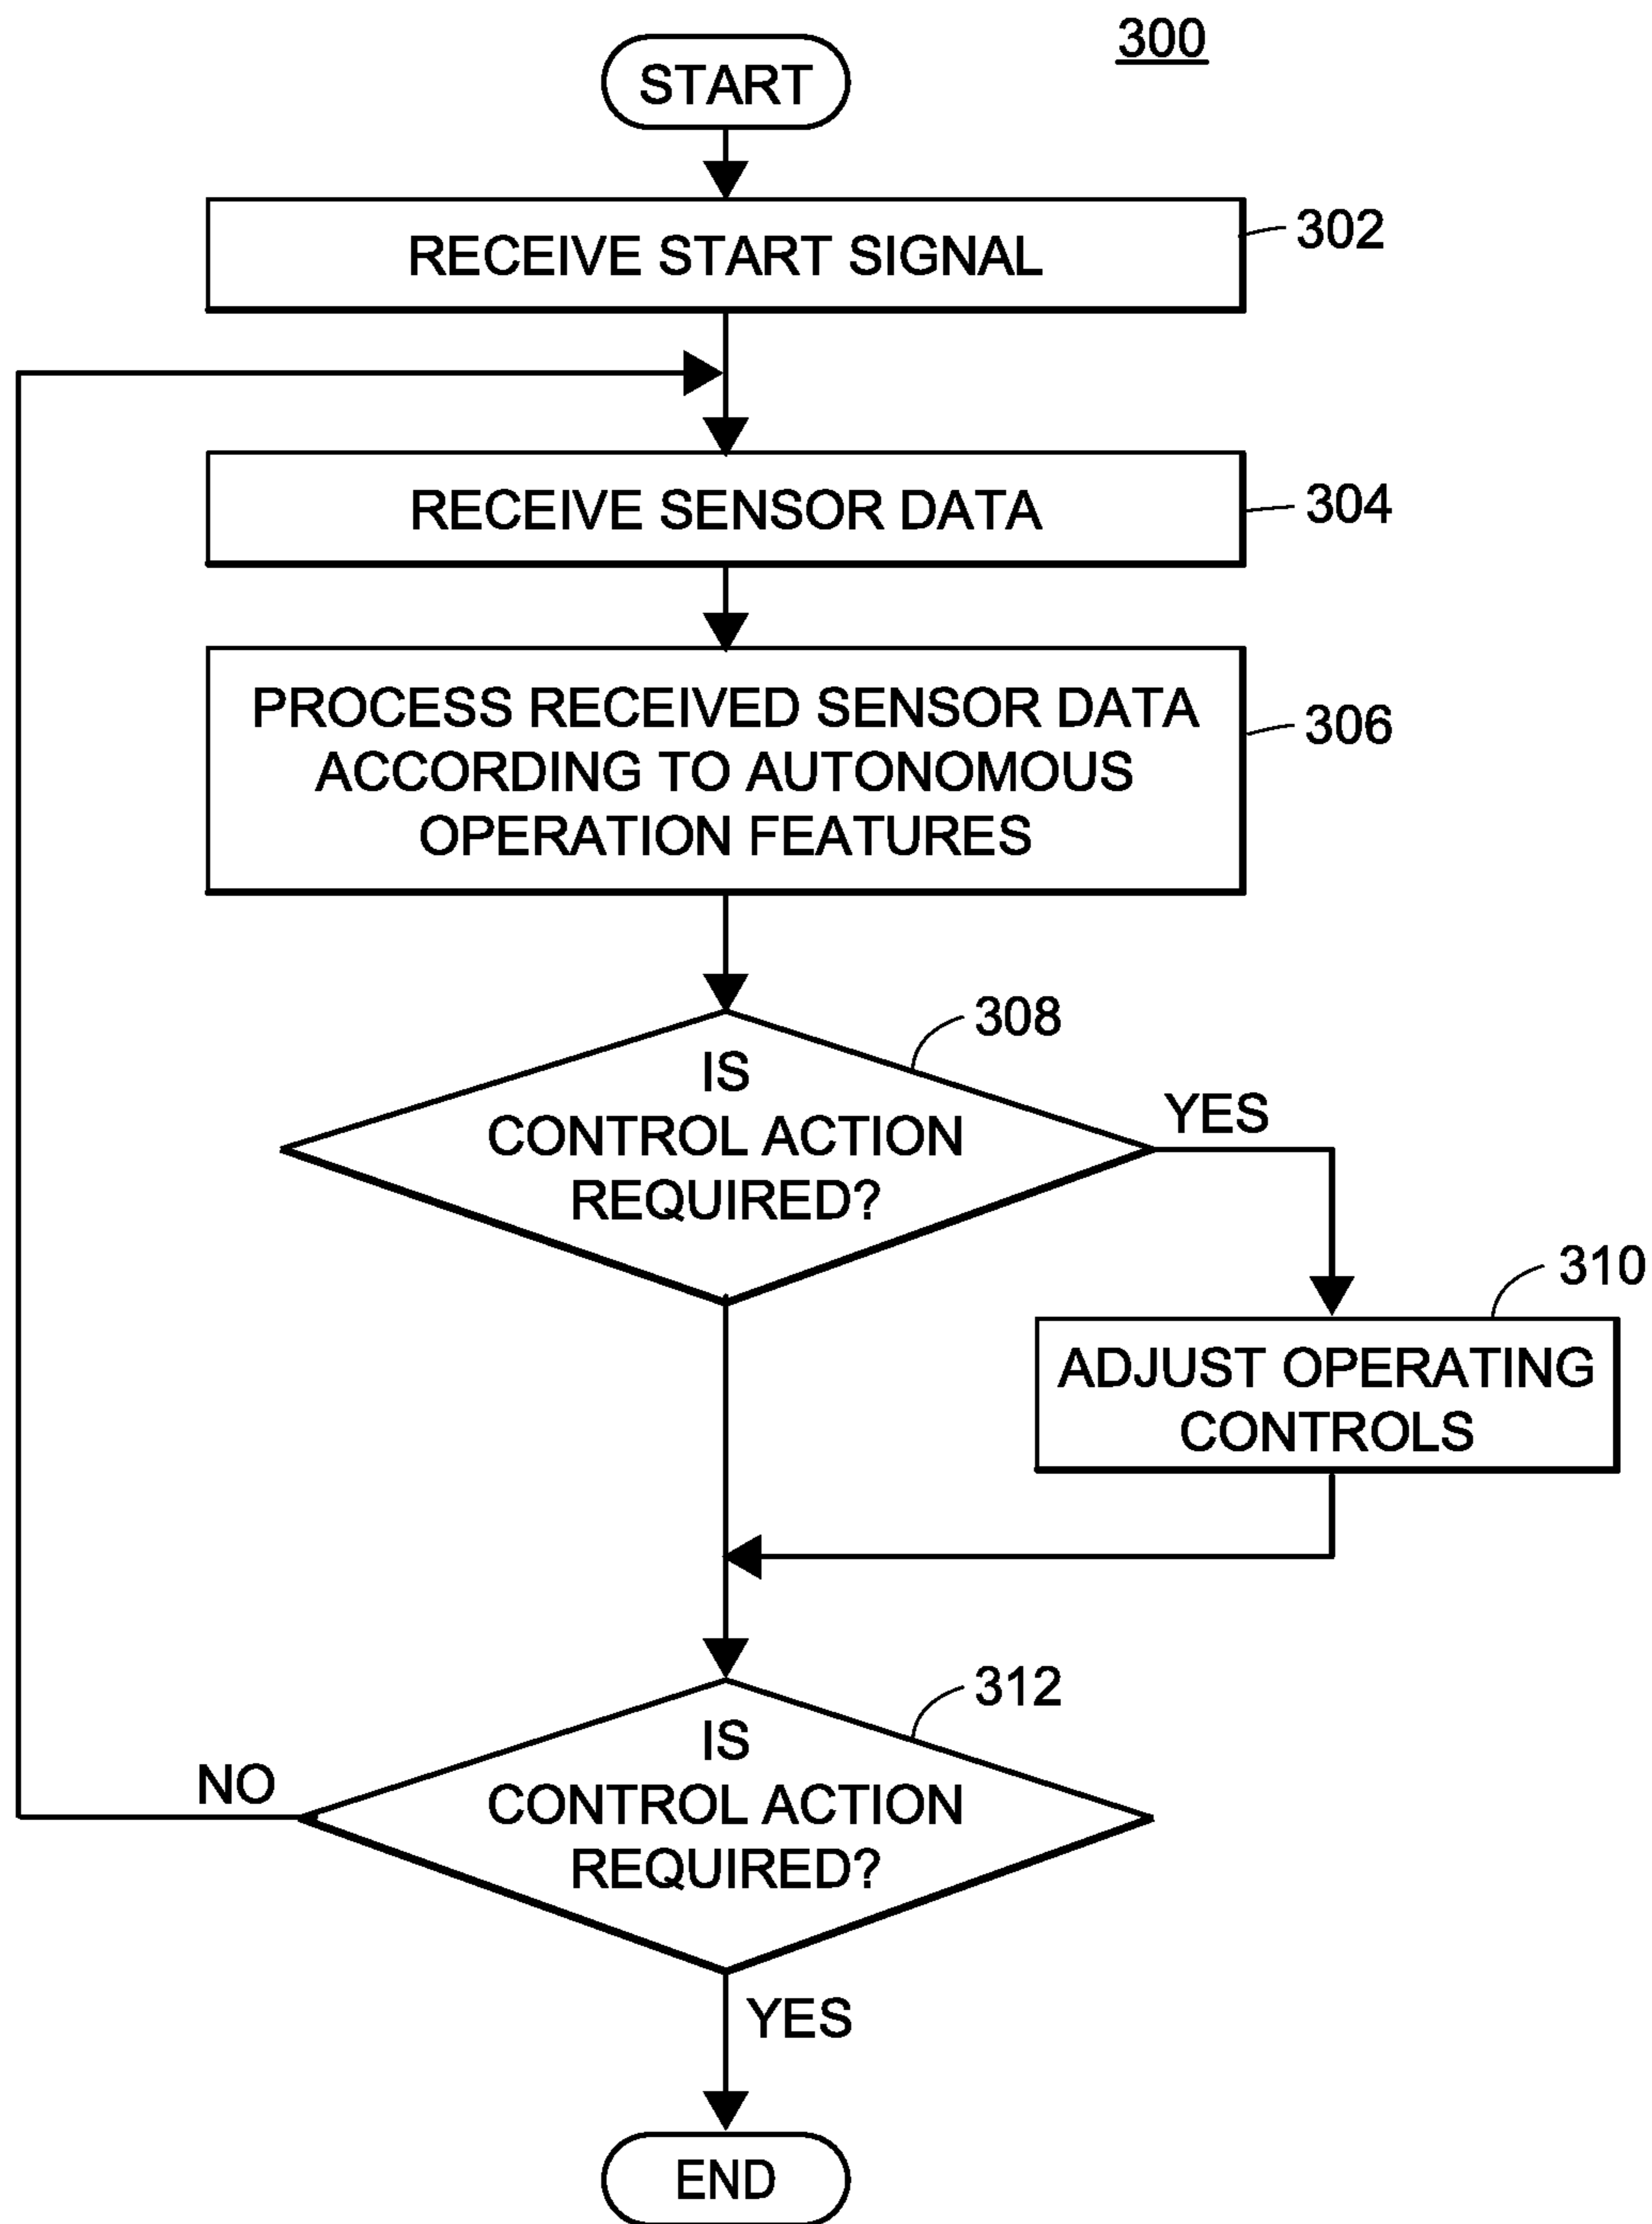 300
START
RECEIVE START SIGNAL
302
RECEIVE SENSOR DATA
304
PROCESS RECEIVED SENSOR DATA
ACCORDING TO AUTONOMOUS
OPERATION FEATURES
306
308
IS
CONTROL ACTION
REQUIRED?
YES
310
ADJUST OPERATING
CONTROLS
312
IS
CONTROL ACTION
REQUIRED?
NO
YES
END